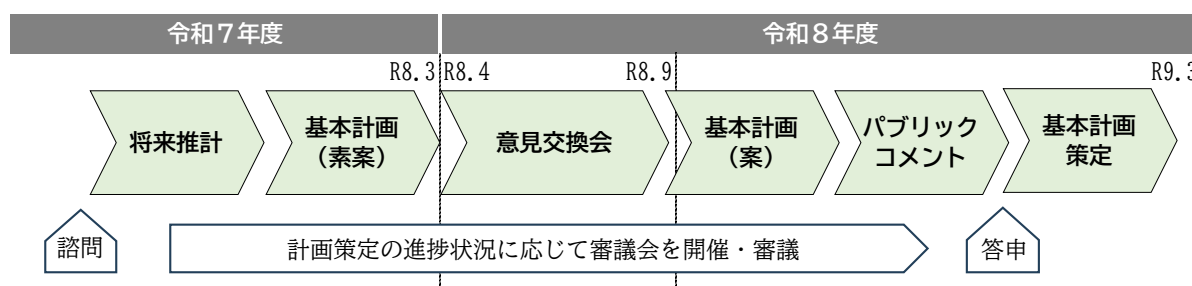 令和７年度
令和８年度
R8.3
R8.4
R8.9
R9.3
将来推計
基本計画
（素案）
意見交換会
基本計画
（案）
パブリック
コメント
基本計画
策定
諮問
計画策定の進捗状況に応じて審議会を開催・審議
答申